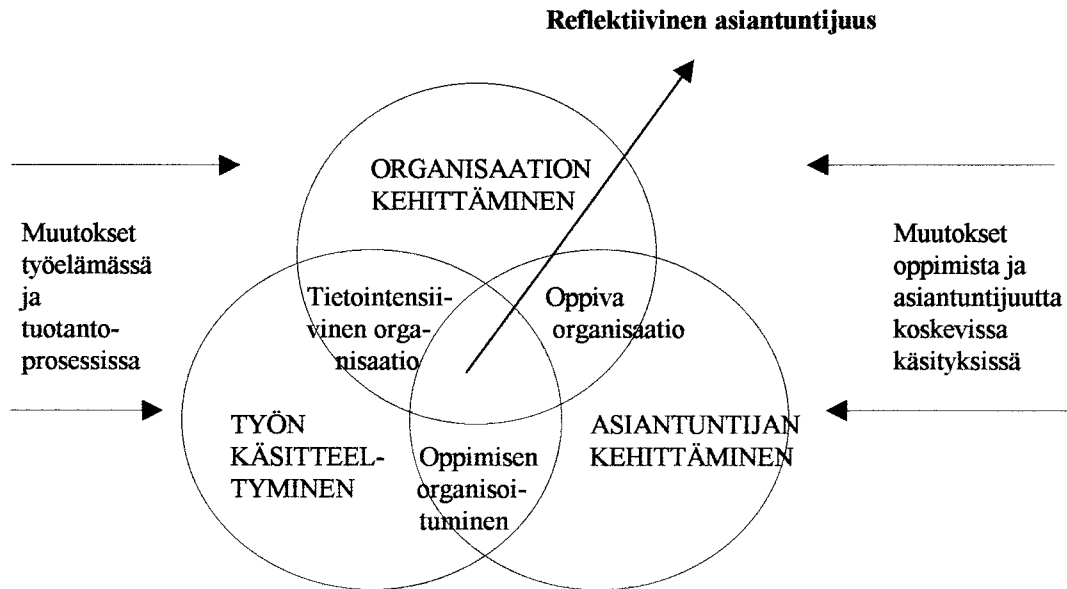 Reflektiivinen asiantuntijuus
ORGANISAATION
KEHITTÄMINEN
Muutokset
työelämässä
ja
tuotanto-
prosessissa
Muutokset
oppimista ja
asiantuntijuutta
koskevissa
käsityksissä
Tietointensii-
vinen orga-
nisaatio
Oppiva
organisaatio
TYÖN
KÄSITTEEL-
TYMINEN
Oppimisen
organisoi-
tuminen
ASIANTUNTIJAN
KEHITTÄMINEN